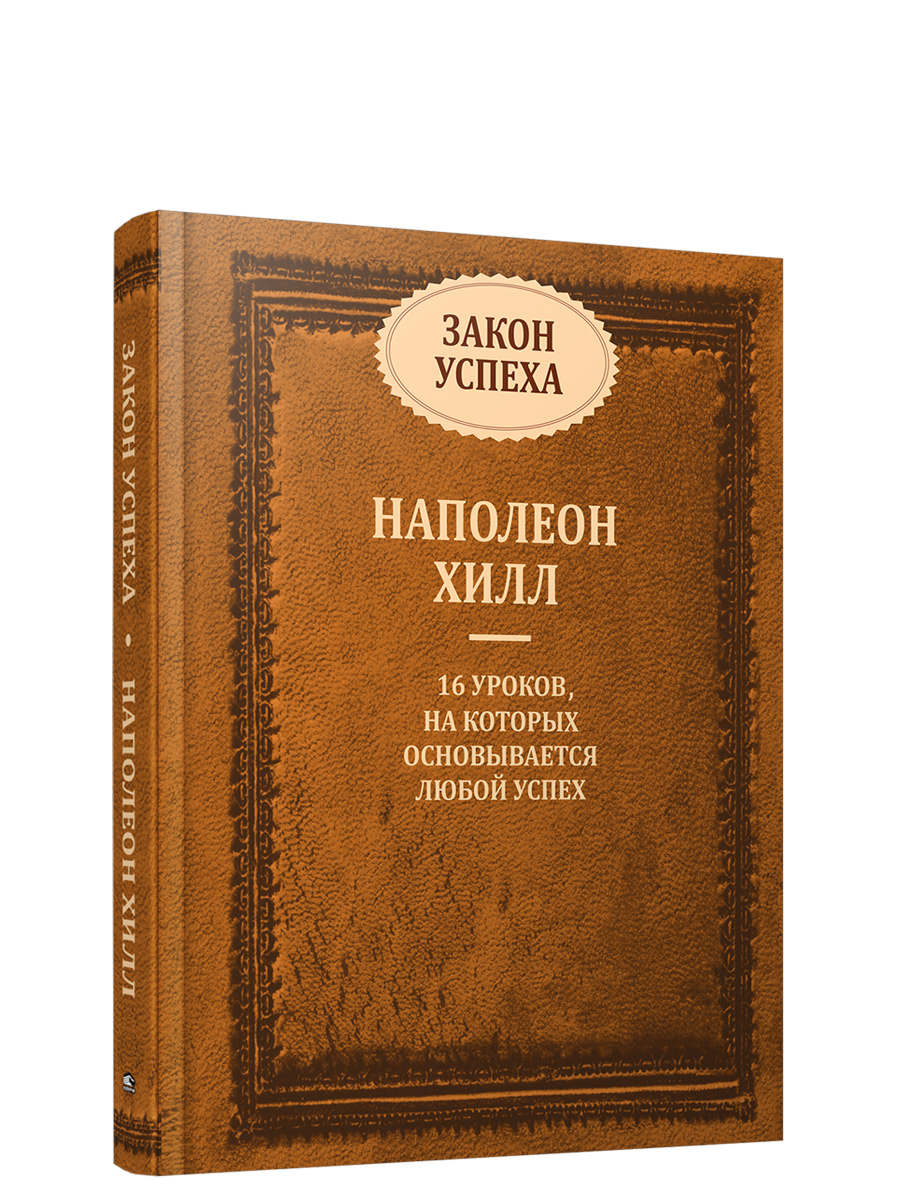 ЗАКОН
УСПЕХА
НАПОЛЕОН
ХИЛЛ
16 УРОКОВ,
НА КОТОРЫХ
ОСНОВЫВАЕТСЯ
ЛЮБОЙ УСПЕХ
ЗАКОН УСПЕХА • НАПОЛЕОН ХИЛЛ